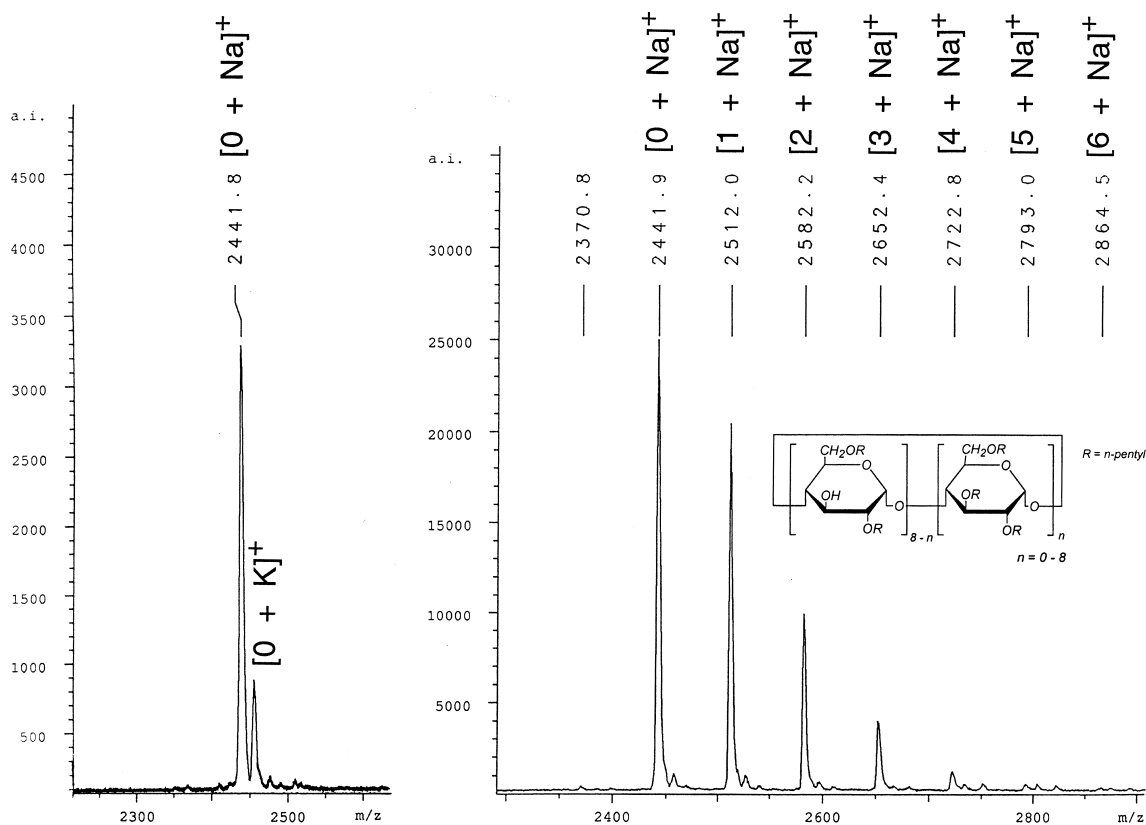 a.i.
4500
4000
3500
3000
2500
2000
1500
1000
500
2441.8 [0 + Na]+
[0 + K]+
2300
2500
m/z
a.i.
30000
25000
20000
15000
10000
5000
2370.8
2441.9 [0 + Na]+
2512.0 [1 + Na]+
2582.2 [2 + Na]+
2652.4 [3 + Na]+
2722.8 [4 + Na]+
2793.0 [5 + Na]+
2864.5 [6 + Na]+
CH2OR
O
OH
OR
O
8-n
CH2OR
O
OR
OR
O
n
R = n-pentyl
n = 0 - 8
2400
2600
2800
m/z